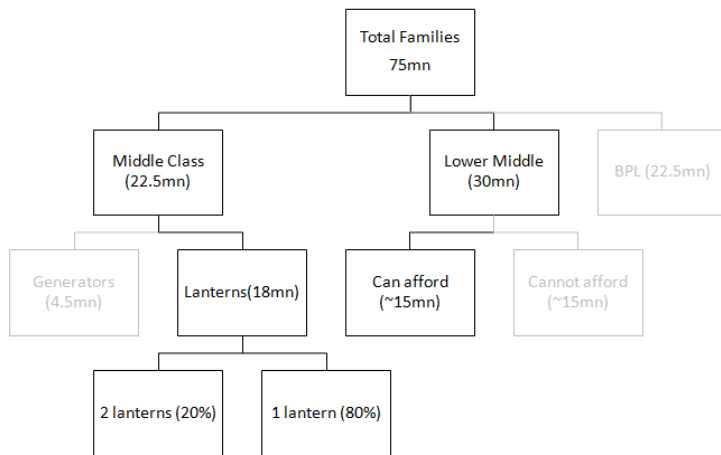 Total Families
75mn
Middle Class
(22.5mn)
Lower Middle
(30mn)
BPL (22.5mn)
Generators
(4.5mn)
Lanterns(18mn)
Can afford
(~15mn)
Cannot afford
(~15mn)
2 lanterns (20%)
1 lantern (80%)